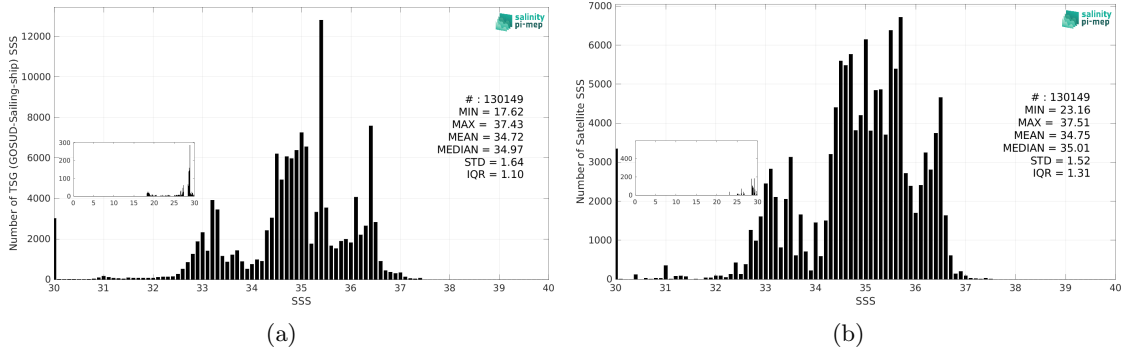 salinity
pi-mep
Number of TSG (GOSUD-Sailing-ship) SSS
12000
10000
8000
6000
4000
2000
0
# : 130149
MIN = 17.62
MAX = 37.43
MEAN = 34.72
MEDIAN = 34.97
STD = 1.64
IQR = 1.10
300
200
100
0
0 5 10 15 20 25 30
30 31 32 33 34 35 36 37 38 39 40
SSS
(a)
salinity
pi-mep
Number of Satellite SSS
7000
6000
5000
4000
3000
2000
1000
0
# : 130149
MIN = 23.16
MAX = 37.51
MEAN = 34.75
MEDIAN = 35.01
STD = 1.52
IQR = 1.31
400
200
0
0 5 10 15 20 25 30
30 31 32 33 34 35 36 37 38 39 40
SSS
(b)